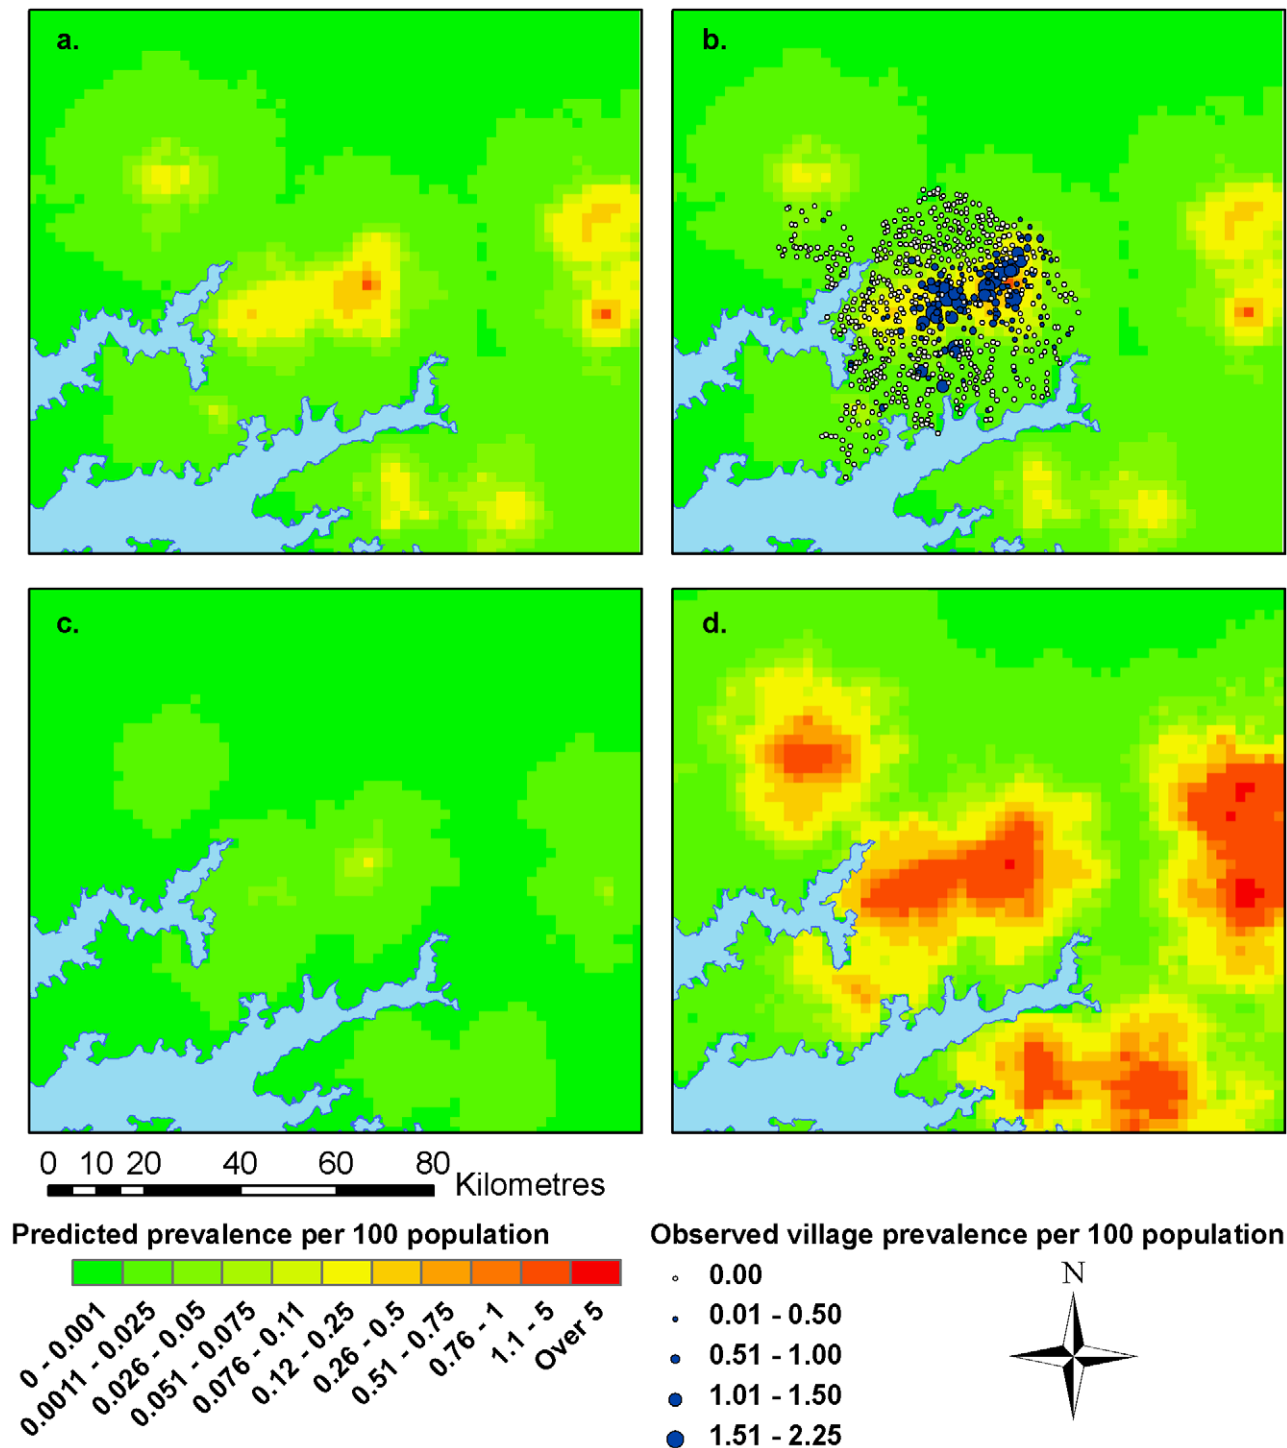 a.
b.
c.
d.
0 10 20 40 60 80
Kilometres
Predicted prevalence per 100 population
0 - 0.001
0.0011 - 0.025
0.026 - 0.05
0.051 - 0.075
0.076 - 0.11
0.12 - 0.25
0.26 - 0.5
0.51 - 0.75
0.76 - 1
1.1 - 5
Over 5
Observed village prevalence per 100 population
0.00
0.01 - 0.50
0.51 - 1.00
1.01 - 1.50
1.51 - 2.25
N